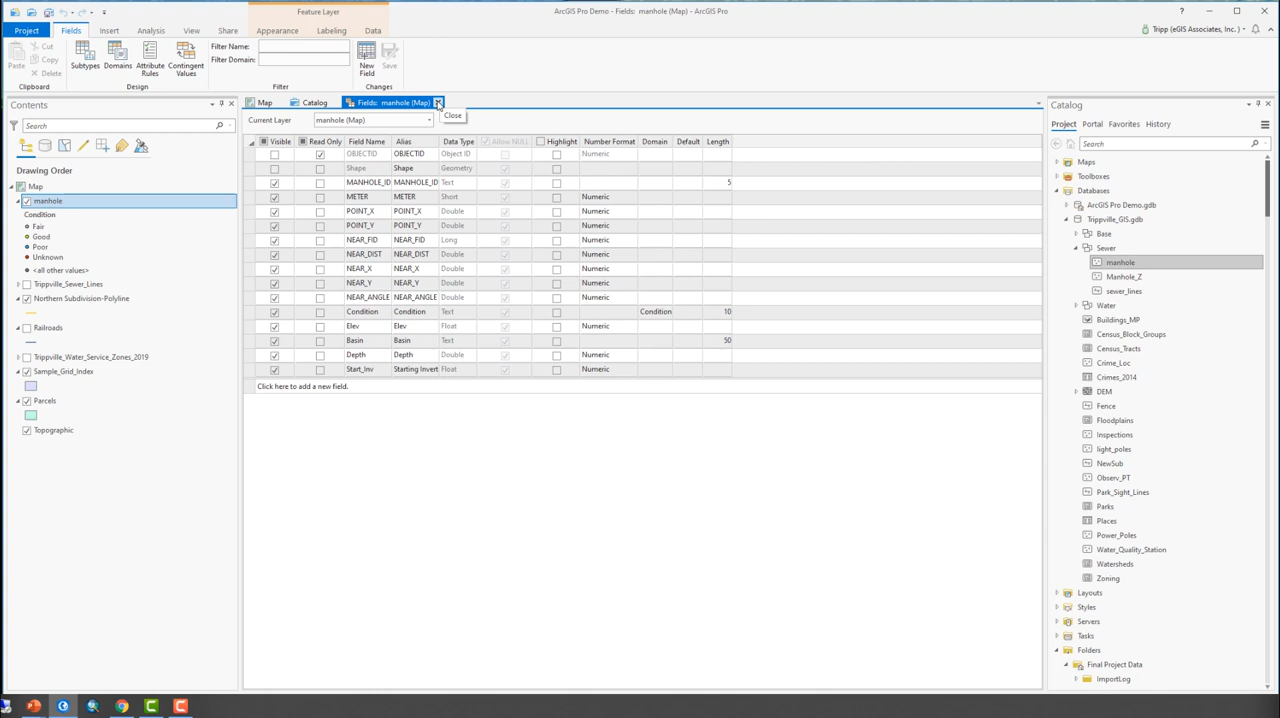 Feature Layer
ArcGIS Pro Demo - Fields: manhole (Map) - ArcGIS Pro
?
Project Fields Insert Analysis View Share Appearance Labeling Data
Tripp (eGIS Associates, Inc.)
Paste
Cut
Copy
Delete
Clipboard
Subtypes Domains Attribute Rules Contingent Values
Design
Filter Name:
Filter Domain:
Filter
New Field
Save
Changes
Contents
Search
Drawing Order
Map
manhole
Condition
Fair
Good
Poor
Unknown
<all other values>
Trippville_Sewer_Lines
Northern Subdivision-Polyline
Railroads
Trippville_Water_Service_Zones_2019
Sample_Grid_Index
Parcels
Topographic
Map Catalog Fields: manhole (Map)
Close
Current Layer manhole (Map)
Visible Read Only Field Name Alias Data Type Allow NULL Highlight Number Format Domain Default Length
OBJECTID OBJECTID Object ID Numeric
Shape Shape Geometry
MANHOLE_ID MANHOLE_ID Text 5
METER METER Short Numeric
POINT_X POINT_X Double Numeric
POINT_Y POINT_Y Double Numeric
NEAR_FID NEAR_FID Long Numeric
NEAR_DIST NEAR_DIST Double Numeric
NEAR_X NEAR_X Double Numeric
NEAR_Y NEAR_Y Double Numeric
NEAR_ANGLE NEAR_ANGLE Double Numeric
Condition Condition Text Condition 10
Elev Elev Float Numeric
Basin Basin Text 50
Depth Depth Double Numeric
Start_Inv Starting Invert Float Numeric
Click here to add a new field.
Catalog
Project Portal Favorites History
Search
Maps
Toolboxes
Databases
ArcGIS Pro Demo.gdb
Trippville_GIS.gdb
Base
Sewer
manhole
Manhole_Z
sewer_lines
Water
Buildings_MP
Census_Block_Groups
Census_Tracts
Crime_Loc
Crimes_2014
DEM
Fence
Floodplains
Inspections
light_poles
NewSub
Observ_PT
Park_Sight_Lines
Parks
Places
Power_Poles
Water_Quality_Station
Watersheds
Zoning
Layouts
Styles
Servers
Tasks
Folders
Final Project Data
ImportLog